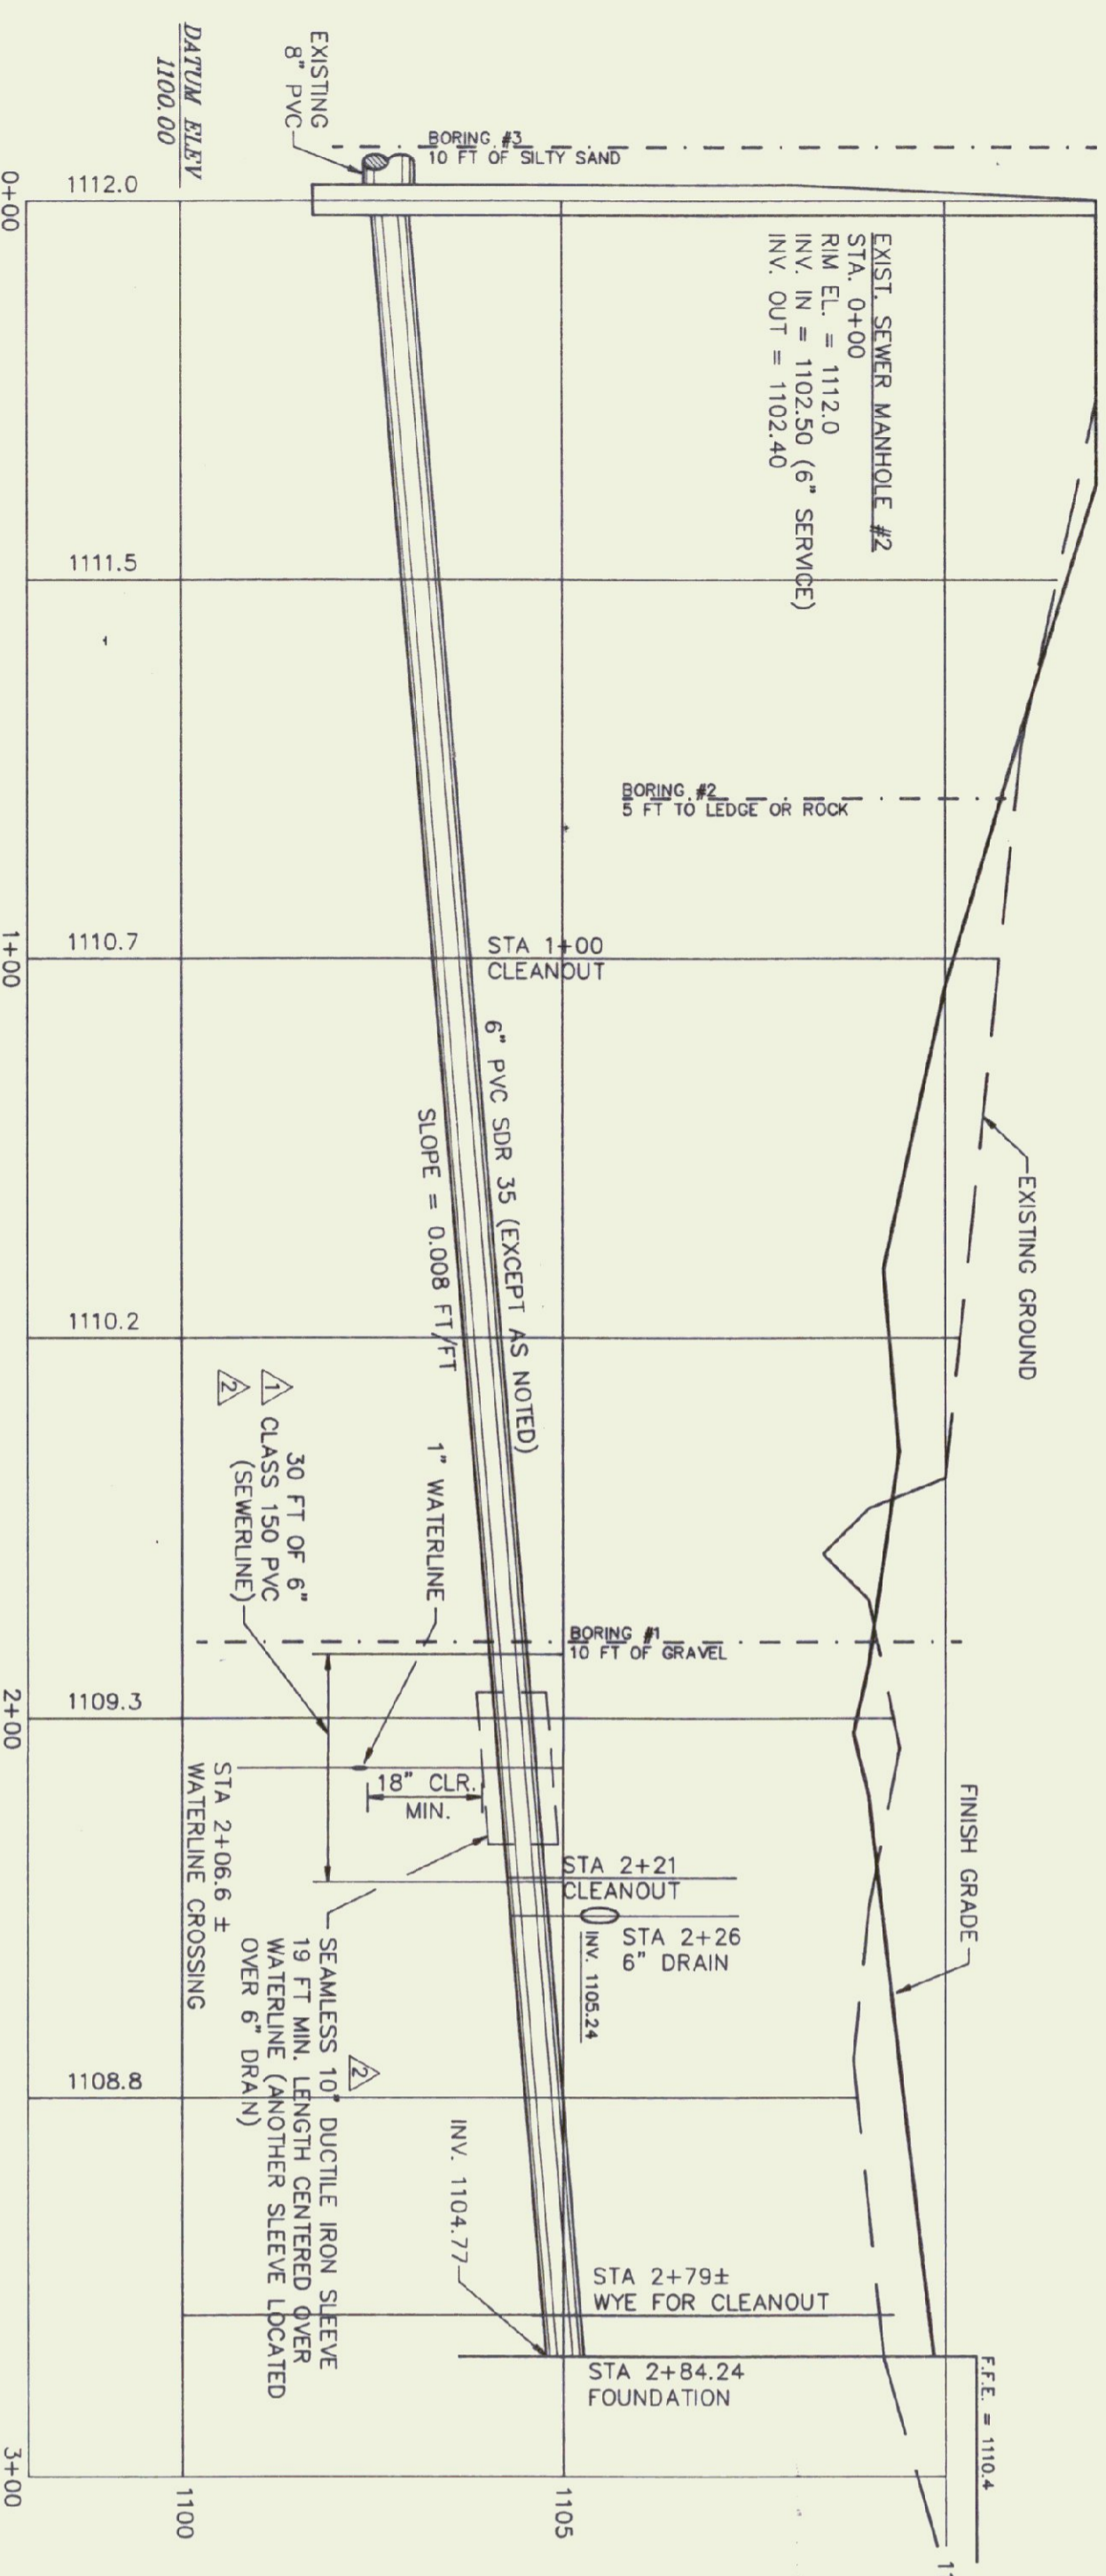 EXISTING
8" PVC
DATUM ELEV
1100.00
BORING #3
10 FT OF SILTY SAND
EXIST. SEWER MANHOLE #2
STA. 0+00
RIM EL. = 1112.0
INV. IN = 1102.50 (6" SERVICE)
INV. OUT = 1102.40
BORING #2
5 FT TO LEDGE OR ROCK
STA 1+00
CLEANOUT
6" PVC SDR 35 (EXCEPT AS NOTED)
SLOPE = 0.008 FT/FT
EXISTING GROUND
1" WATERLINE
30 FT OF 6"
1 CLASS 150 PVC
2 (SEWERLINE)
BORING #1
10 FT OF GRAVEL
18" CLR.
MIN.
STA 2+06.6 ±
WATERLINE CROSSING
STA 2+21
CLEANOUT
STA 2+26
6" DRAIN
INV. 1105.24
FINISH GRADE
2
SEAMLESS 10" DUCTILE IRON SLEEVE
19 FT MIN. LENGTH CENTERED OVER
WATERLINE (ANOTHER SLEEVE LOCATED
OVER 6" DRAIN)
INV. 1104.77
STA 2+79±
WYE FOR CLEANOUT
STA 2+84.24
FOUNDATION
F.F.E. = 1110.4
1105
1100
1112.0
1111.5
1110.7
1110.2
1109.3
1108.8
0+00
1+00
2+00
3+00